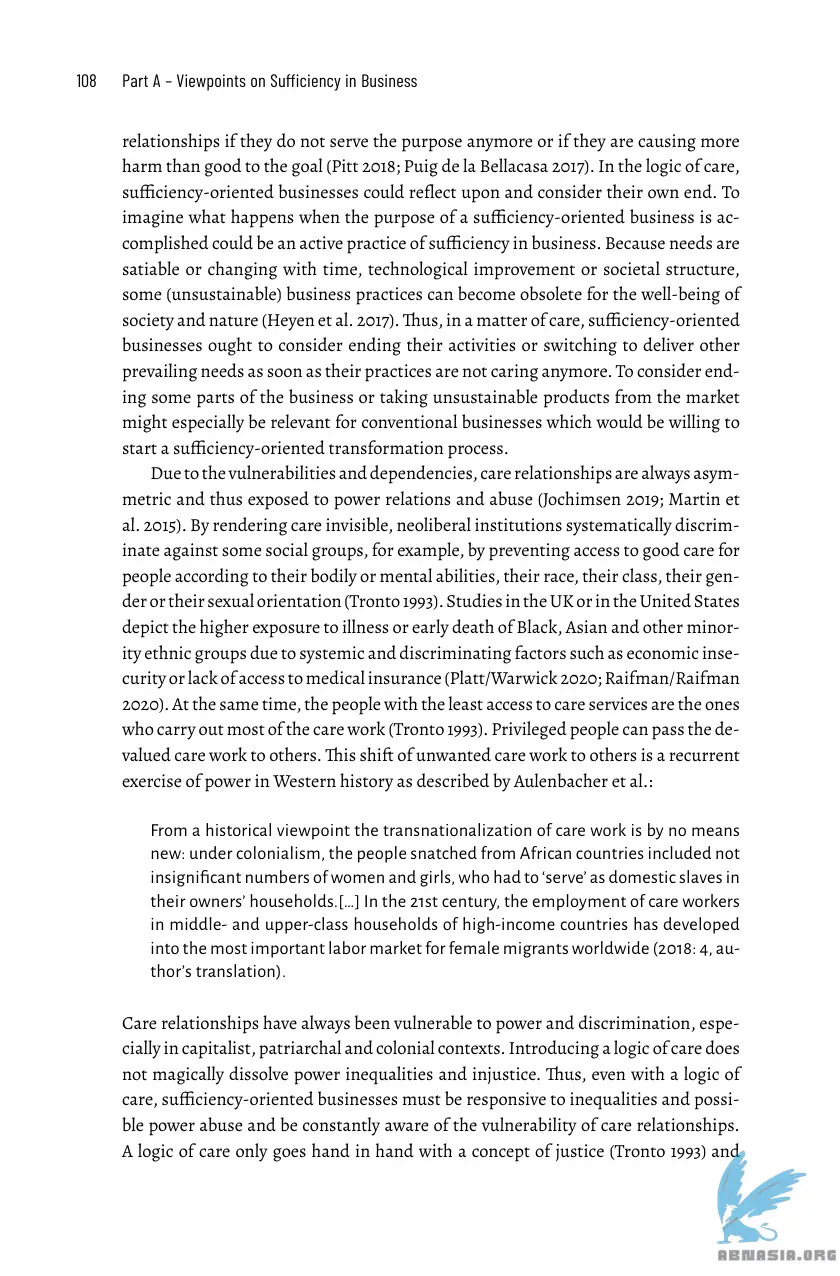 108 Part A – Viewpoints on Sufficiency in Business
relationships if they do not serve the purpose anymore or if they are causing more
harm than good to the goal (Pitt 2018; Puig de la Bellacasa 2017). In the logic of care,
sufficiency-oriented businesses could reflect upon and consider their own end. To
imagine what happens when the purpose of a sufficiency-oriented business is ac-
complished could be an active practice of sufficiency in business. Because needs are
satiable or changing with time, technological improvement or societal structure,
some (unsustainable) business practices can become obsolete for the well-being of
society and nature (Heyen et al. 2017). Thus, in a matter of care, sufficiency-oriented
businesses ought to consider ending their activities or switching to deliver other
prevailing needs as soon as their practices are not caring anymore. To consider end-
ing some parts of the business or taking unsustainable products from the market
might especially be relevant for conventional businesses which would be willing to
start a sufficiency-oriented transformation process.
Due to the vulnerabilities and dependencies, care relationships are always asym-
metric and thus exposed to power relations and abuse (Jochimsen 2019; Martin et
al. 2015). By rendering care invisible, neoliberal institutions systematically discrim-
inate against some social groups, for example, by preventing access to good care for
people according to their bodily or mental abilities, their race, their class, their gen-
der or their sexual orientation (Tronto 1993). Studies in the UK or in the United States
depict the higher exposure to illness or early death of Black, Asian and other minor-
ity ethnic groups due to systemic and discriminating factors such as economic inse-
curity or lack of access to medical insurance (Platt/Warwick 2020; Raifman/Raifman
2020). At the same time, the people with the least access to care services are the ones
who carry out most of the care work (Tronto 1993). Privileged people can pass the de-
valued care work to others. This shift of unwanted care work to others is a recurrent
exercise of power in Western history as described by Aulenbacher et al.:
From a historical viewpoint the transnationalization of care work is by no means
new: under colonialism, the people snatched from African countries included not
insignificant numbers of women and girls, who had to ‘serve’ as domestic slaves in
their owners’ households.[…] In the 21st century, the employment of care workers
in middle- and upper-class households of high-income countries has developed
into the most important labor market for female migrants worldwide (2018: 4, au-
thor’s translation).
Care relationships have always been vulnerable to power and discrimination, espe-
cially in capitalist, patriarchal and colonial contexts. Introducing a logic of care does
not magically dissolve power inequalities and injustice. Thus, even with a logic of
care, sufficiency-oriented businesses must be responsive to inequalities and possi-
ble power abuse and be constantly aware of the vulnerability of care relationships.
A logic of care only goes hand in hand with a concept of justice (Tronto 1993) and
ABNASIA.ORG